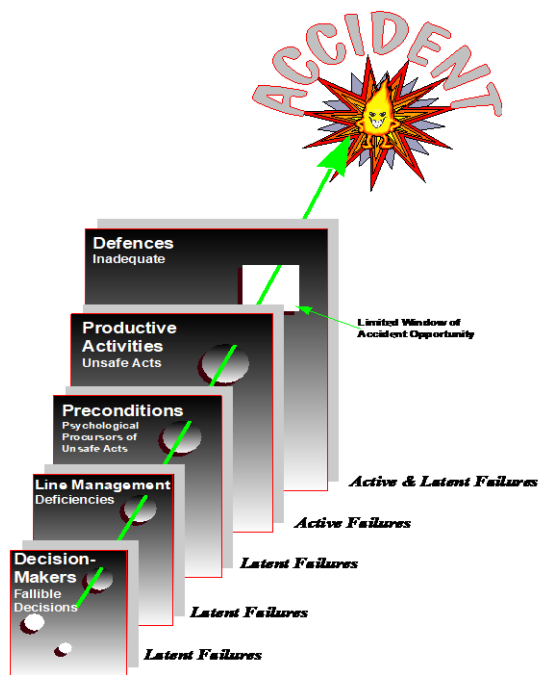 ACCIDENT
Defences
Inadequate
Limited Window of
Accident Opportunity
Productive
Activities
Unsafe Acts
Preconditions
Psychological
Procursors of
Unsafe Acts
Active & Latent Failures
Line Management
Deficiencies
Active Failures
Decision-
Makers
Fallible
Decisions
Latent Failures
Latent Failures
Latent Failures